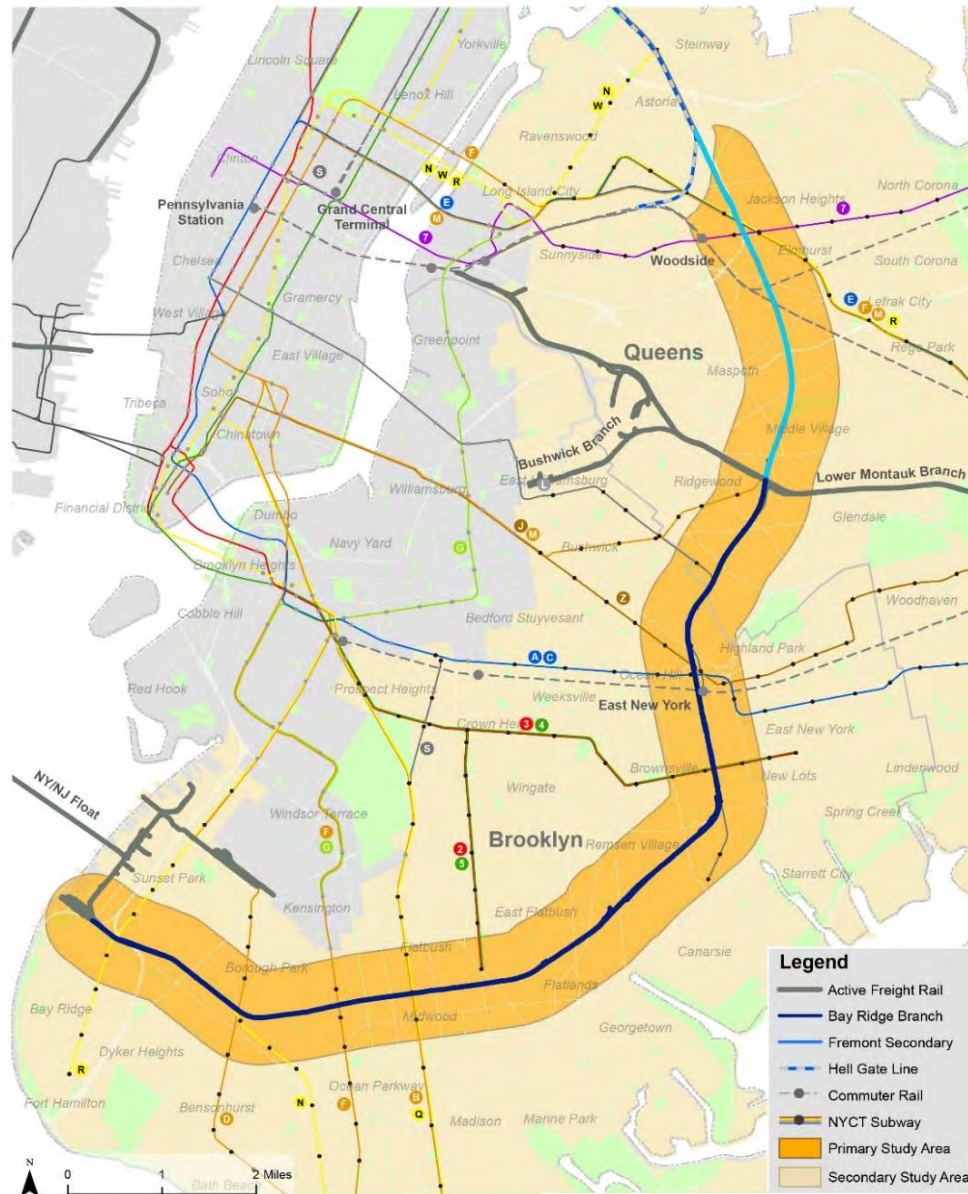 Steinway
Yorkville
Lincoln Square
Lenox Hill
Astoria
N
W
Ravenswood
Clinton
S
N
W
R
F
North Corona
Jackson Heights
7
Long Island City
E
M
Pennsylvania
Station
Grand Central
Terminal
7
Sunnyside
Woodside
Elmhurst
South Corona
Chelsea
Gramercy
E
F
M
R
Lefrak City
West Village
East Village
Greenpoint
Queens
Rego Park
Maspeth
Soho
Tribeca
Chinatown
Middle Village
Bushwick Branch
Williamsburg
East Williamsburg
L
Ridgewood
Lower Montauk Branch
Financial District
Dumbo
Glendale
Navy Yard
J
M
G
Bushwick
Brooklyn Heights
Cobble Hill
Z
Woodhaven
Bedford Stuyvesant
Highland Park
A C
Ocean Hill
Red Hook
Prospect Heights
Weeksville
East New York
Crown Heights
3 4
East New York
S
Brownsville
New Lots
Lindenwood
NY/NJ Float
Wingate
Windsor Terrace
Spring Creek
F
G
Brooklyn
2
5
Remsen Village
Sunset Park
Starrett City
Kensington
East Flatbush
Flatbush
Canarsie
Borough Park
Flatlands
Bay Ridge
Midwood
Georgetown
Dyker Heights
R
Ocean Parkway
Fort Hamilton
Bensonhurst
D
N
F
B
Q
Madison
Marine Park
Bath Beach
N
0 1 2 Miles
Legend
Active Freight Rail
Bay Ridge Branch
Fremont Secondary
Hell Gate Line
Commuter Rail
NYCT Subway
Primary Study Area
Secondary Study Area